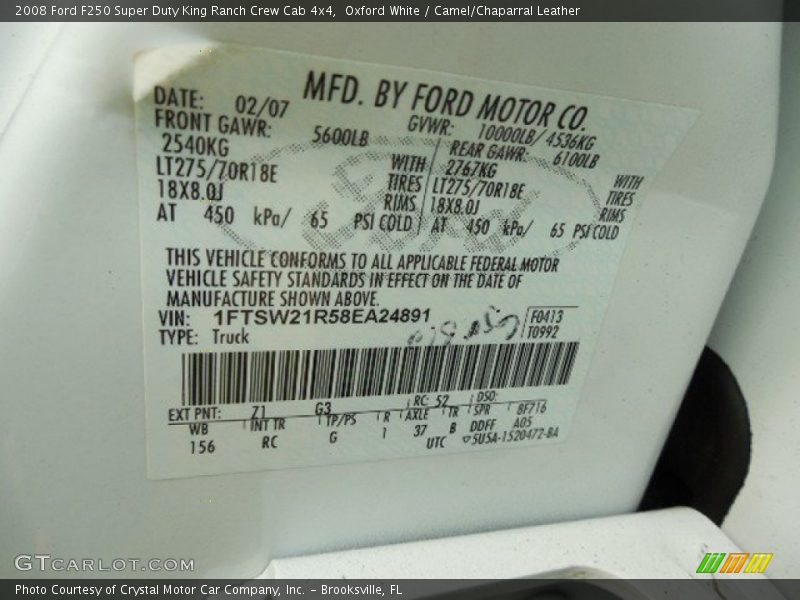 2008 Ford F250 Super Duty King Ranch Crew Cab 4x4, Oxford White / Camel/Chaparral Leather
MFD. BY FORD MOTOR CO.
DATE: 02/07 GVWR: 10000LB/ 4536KG
FRONT GAWR: 5600LB REAR GAWR: 6100LB
2540KG WITH 2767KG WITH
LT275/70R18E TIRES LT275/70R18E TIRES
18X8.0J RIMS 18X8.0J RIMS
AT 450 kPa/ 65 PSI COLD AT 450 kPa/ 65 PSI COLD
THIS VEHICLE CONFORMS TO ALL APPLICABLE FEDERAL MOTOR
VEHICLE SAFETY STANDARDS IN EFFECT ON THE DATE OF
MANUFACTURE SHOWN ABOVE.
VIN: 1FTSW21R58EA24891 F0413
TYPE: Truck T0992
EXT PNT: Z1 G3 RC: 52 DSO:
WB INT TR TP/PS R AXLE TR SPR 8F716
156 RC G 1 37 B DDFF A05
UTC 5U5A-1520472-BA
GTCARLOT.COM
Photo Courtesy of Crystal Motor Car Company, Inc. – Brooksville, FL